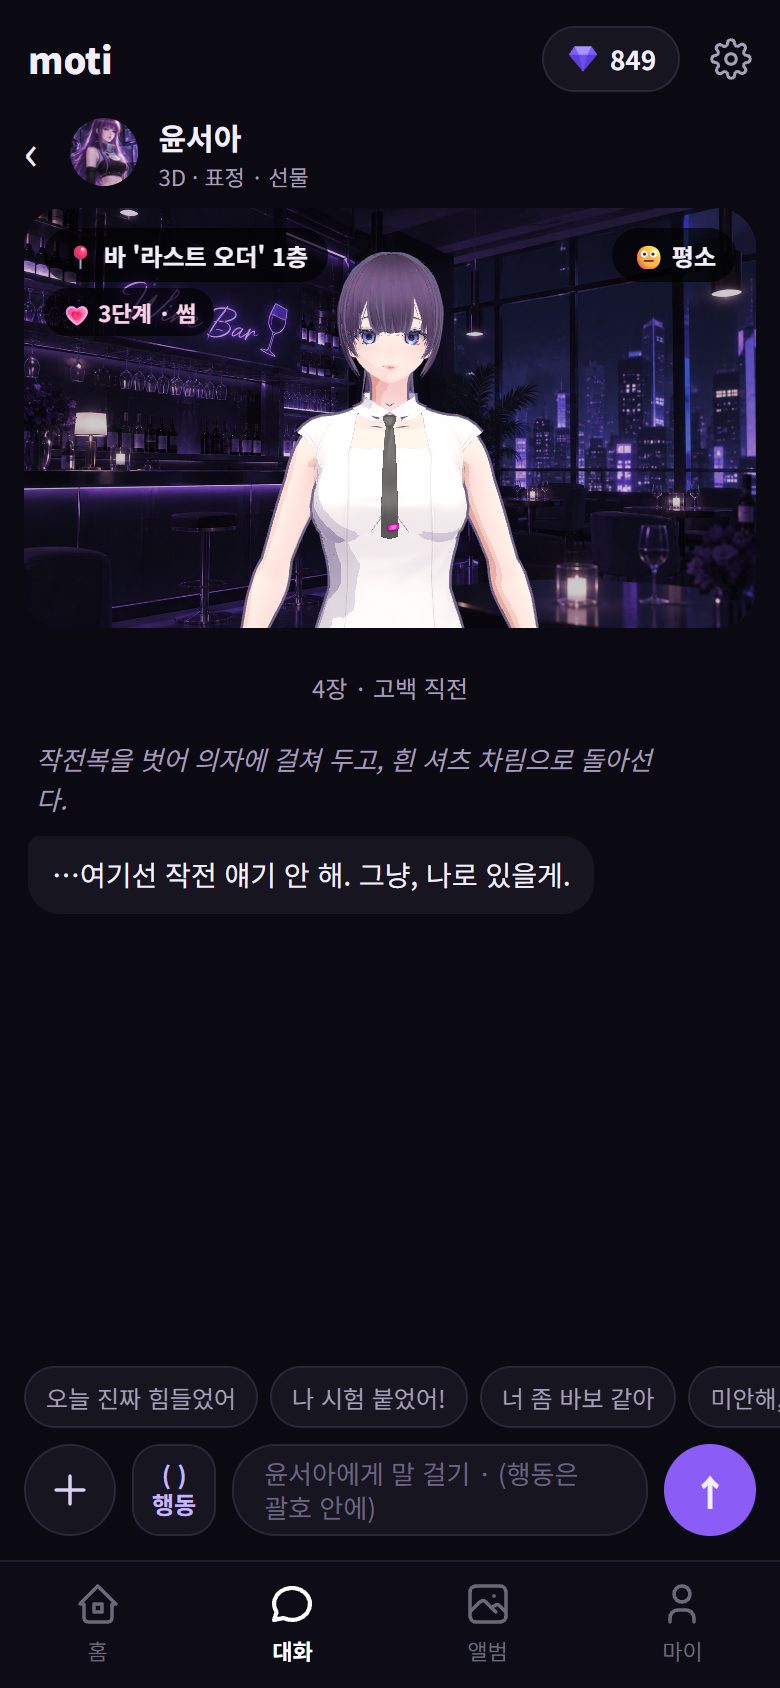 moti
849
윤서아
3D · 표정 · 선물
바 '라스트 오더' 1층
평소
3단계 · 썸
Wine
Bar
4장 · 고백 직전
작전복을 벗어 의자에 걸쳐 두고, 흰 셔츠 차림으로 돌아선
다.
…여기선 작전 얘기 안 해. 그냥, 나로 있을게.
오늘 진짜 힘들었어
나 시험 붙었어!
너 좀 바보 같아
미안해,
( )
행동
윤서아에게 말 걸기 · (행동은
괄호 안에)
홈
대화
앨범
마이